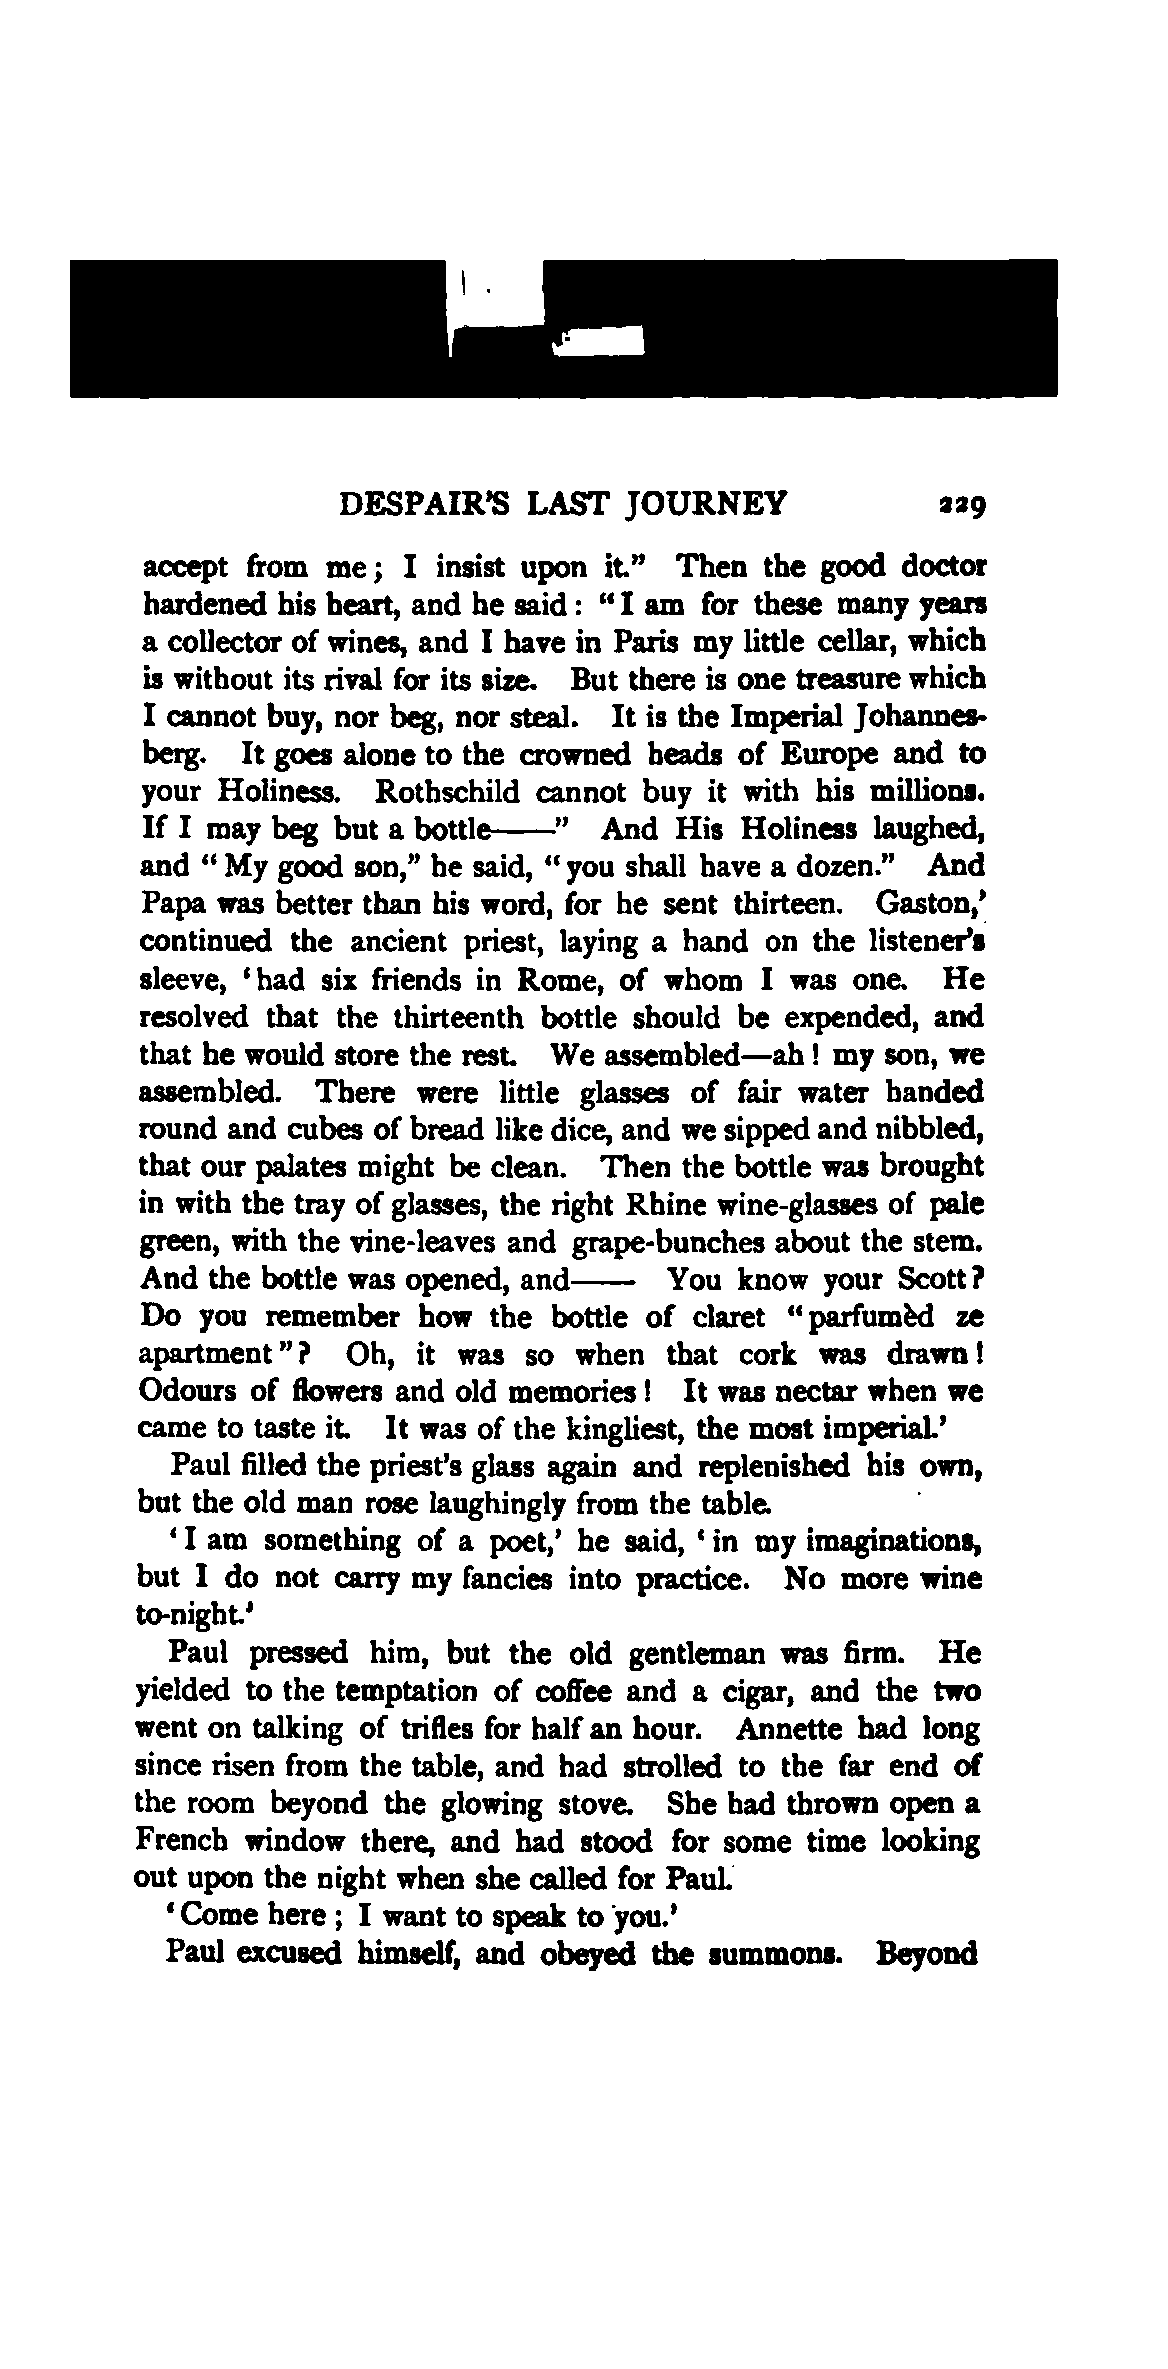 DESPAIR'S LAST JOURNEY 229
accept from me; I insist upon it." Then the good doctor
hardened his heart, and he said: "I am for these many years
a collector of wines, and I have in Paris my little cellar, which
is without its rival for its size. But there is one treasure which
I cannot buy, nor beg, nor steal. It is the Imperial Johannes-
berg. It goes alone to the crowned heads of Europe and to
your Holiness. Rothschild cannot buy it with his millions.
If I may beg but a bottle——" And His Holiness laughed,
and "My good son," he said, "you shall have a dozen." And
Papa was better than his word, for he sent thirteen. Gaston,'
continued the ancient priest, laying a hand on the listener's
sleeve, 'had six friends in Rome, of whom I was one. He
resolved that the thirteenth bottle should be expended, and
that he would store the rest. We assembled—ah! my son, we
assembled. There were little glasses of fair water handed
round and cubes of bread like dice, and we sipped and nibbled,
that our palates might be clean. Then the bottle was brought
in with the tray of glasses, the right Rhine wine-glasses of pale
green, with the vine-leaves and grape-bunches about the stem.
And the bottle was opened, and—— You know your Scott?
Do you remember how the bottle of claret "parfumèd ze
apartment"? Oh, it was so when that cork was drawn!
Odours of flowers and old memories! It was nectar when we
came to taste it. It was of the kingliest, the most imperial.'
Paul filled the priest's glass again and replenished his own,
but the old man rose laughingly from the table.
'I am something of a poet,' he said, 'in my imaginations,
but I do not carry my fancies into practice. No more wine
to-night.'
Paul pressed him, but the old gentleman was firm. He
yielded to the temptation of coffee and a cigar, and the two
went on talking of trifles for half an hour. Annette had long
since risen from the table, and had strolled to the far end of
the room beyond the glowing stove. She had thrown open a
French window there, and had stood for some time looking
out upon the night when she called for Paul.
'Come here; I want to speak to you.'
Paul excused himself, and obeyed the summons. Beyond